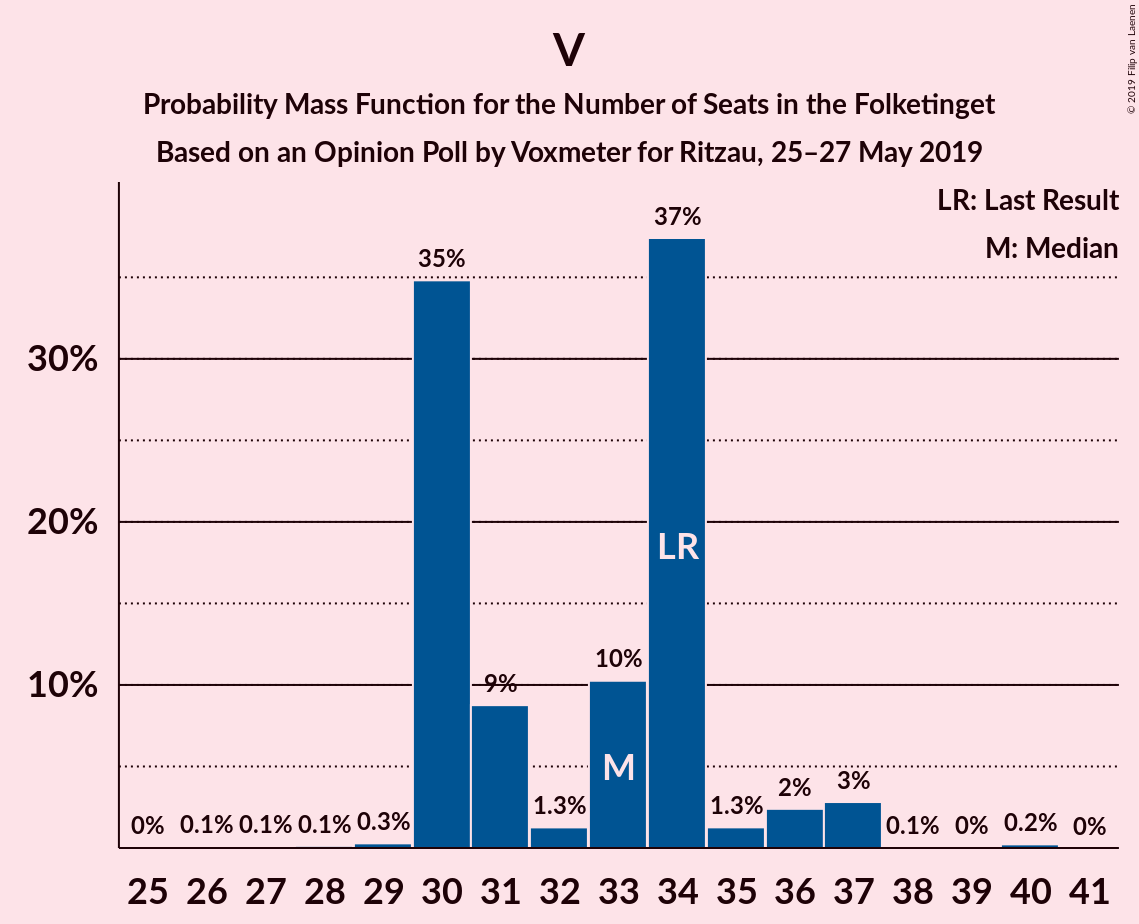 V
Probability Mass Function for the Number of Seats in the Folketinget
Based on an Opinion Poll by Voxmeter for Ritzau, 25–27 May 2019
© 2019 Filip van Laenen
LR: Last Result
M: Median
37%
35%
30%
20%
LR
10%
10%
9%
M
3%
2%
1.3%
1.3%
0.3%
0.2%
0%
0.1%
0.1%
0.1%
0.1%
0%
0%
25 26 27 28 29 30 31 32 33 34 35 36 37 38 39 40 41